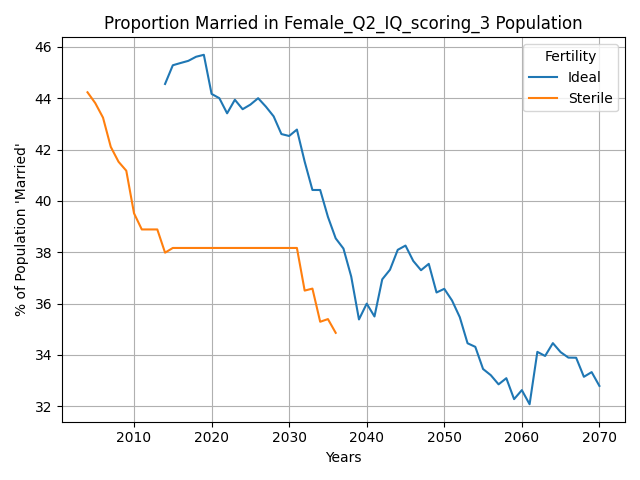 Proportion Married in Female_Q2_IQ_scoring_3 Population
Fertility
Ideal
Sterile
% of Population 'Married'
46
44
42
40
38
36
34
32
2010
2020
2030
2040
2050
2060
2070
Years